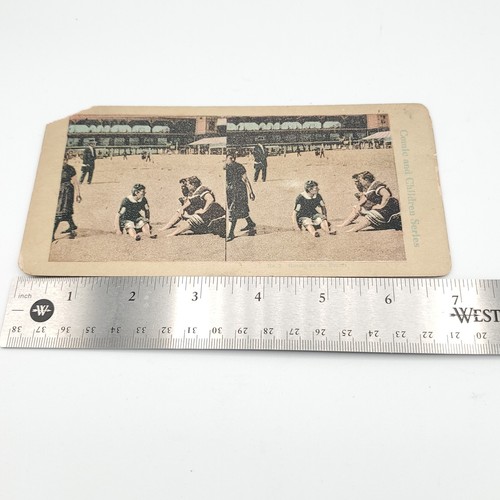 Comic and Children Series
inch 1 2 3 4 5 6 7
W WEST
38 37 36 35 34 33 32 31 30 29 28 27 26 25 24 23 22 21 20